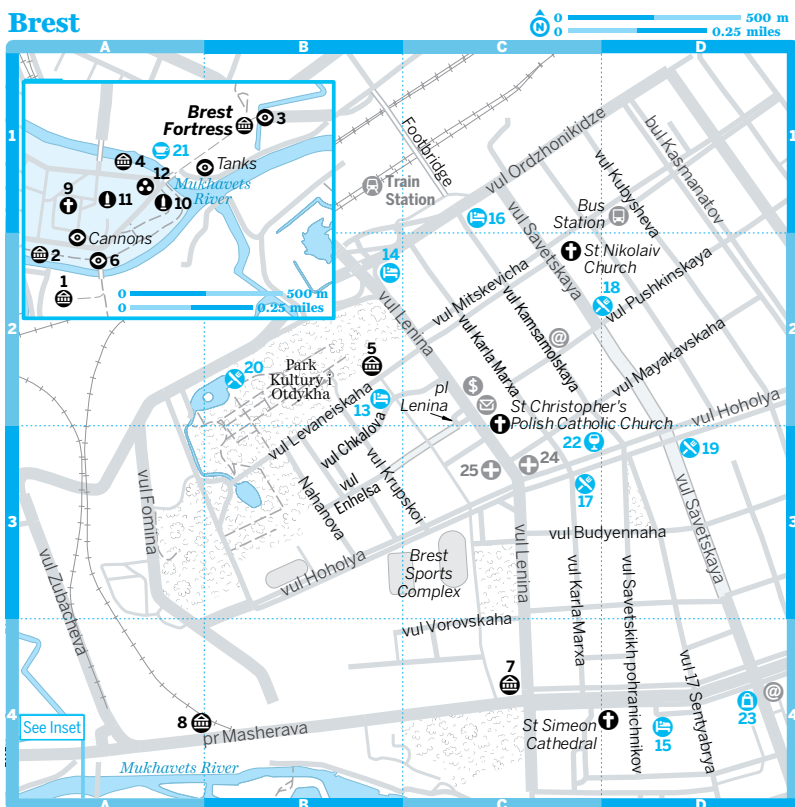 Brest
0 500 m
0 0.25 miles
N
A
B
C
D
1
2
3
4
Brest
Fortress
3
4
21
12
Tanks
Mukhavets
River
9
11
10
Cannons
2
6
1
0 500 m
0 0.25 miles
Footbridge
Train
Station
vul Ordzhonikidze
bul Kasmanatov
vul Kubysheva
Bus
Station
16
vul Savetskaya
St Nikolaiv
Church
14
vul Mitskevicha
18
vul Pushkinskaya
vul Lenina
vul Kamsamolskaya
vul Karla Marxa
@
vul Mayakavskaha
20
Park
Kultury i
Otdykha
5
$
pl
Lenina
13
vul Levaneiskaha
St Christopher's
Polish Catholic Church
vul Hoholya
vul Chkalova
22
19
25
24
17
vul Fomina
Nahanova
vul
Enhelsa
vul Krupskoi
vul Savetskaya
vul Zubacheva
vul Hoholya
Brest
Sports
Complex
vul Lenina
vul Budyennaha
vul Karla Marxa
vul Savetskikh pohranichnikov
vul Vorovskaha
vul 17 Sentyabrya
7
8
pr Masherava
See Inset
St Simeon
Cathedral
15
23
@
Mukhavets River
A
B
C
D
1
2
3
4